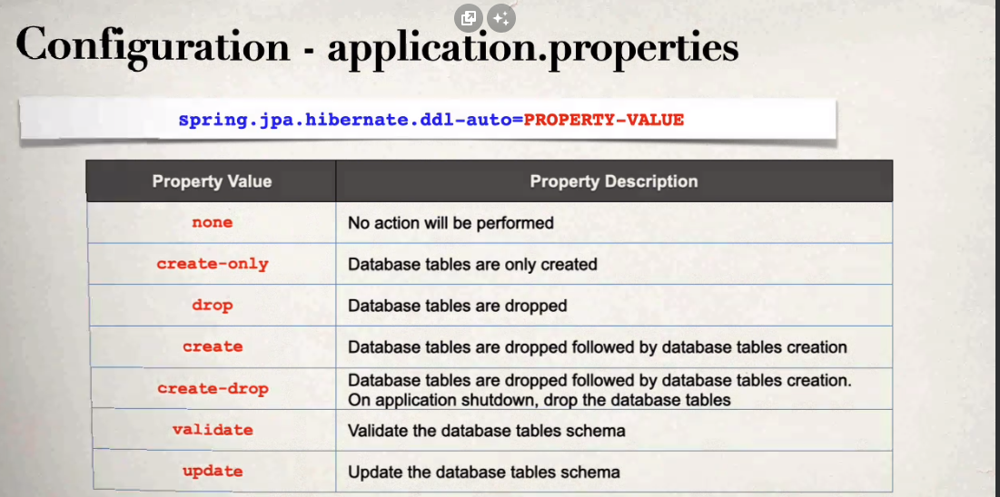 Configuration - application.properties
spring.jpa.hibernate.ddl-auto=PROPERTY-VALUE
Property Value Property Description
none No action will be performed
create-only Database tables are only created
drop Database tables are dropped
create Database tables are dropped followed by database tables creation
create-drop Database tables are dropped followed by database tables creation.
On application shutdown, drop the database tables
validate Validate the database tables schema
update Update the database tables schema